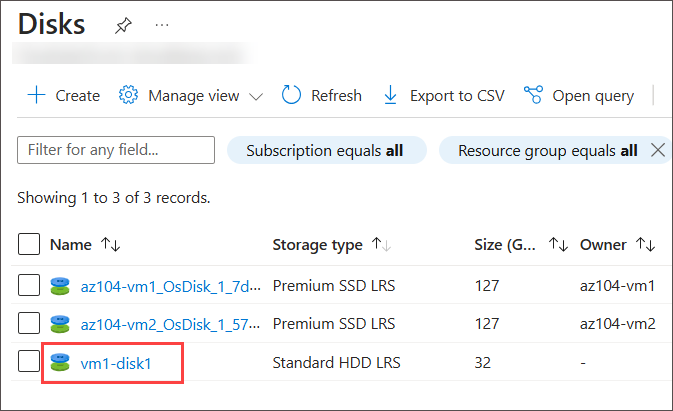 Disks
Create Manage view Refresh Export to CSV Open query
Filter for any field... Subscription equals all Resource group equals all
Showing 1 to 3 of 3 records.
Name Storage type Size (G... Owner
az104-vm1_OsDisk_1_7d... Premium SSD LRS 127 az104-vm1
az104-vm2_OsDisk_1_57... Premium SSD LRS 127 az104-vm2
vm1-disk1 Standard HDD LRS 32 -